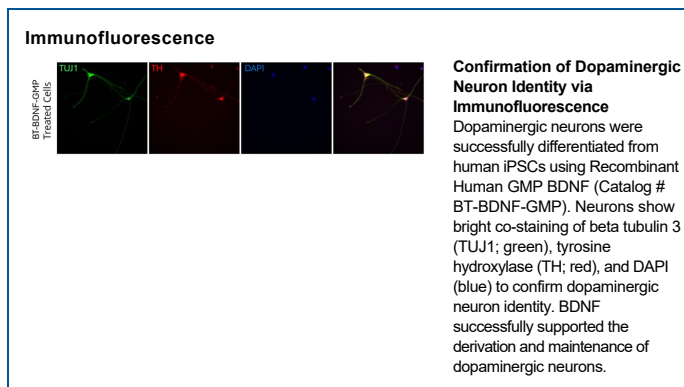 Immunofluorescence
TUJ1
TH
DAPI
BT-BDNF-GMP
Treated Cells
Confirmation of Dopaminergic
Neuron Identity via
Immunofluorescence
Dopaminergic neurons were
successfully differentiated from
human iPSCs using Recombinant
Human GMP BDNF (Catalog #
BT-BDNF-GMP). Neurons show
bright co-staining of beta tubulin 3
(TUJ1; green), tyrosine
hydroxylase (TH; red), and DAPI
(blue) to confirm dopaminergic
neuron identity. BDNF
successfully supported the
derivation and maintenance of
dopaminergic neurons.